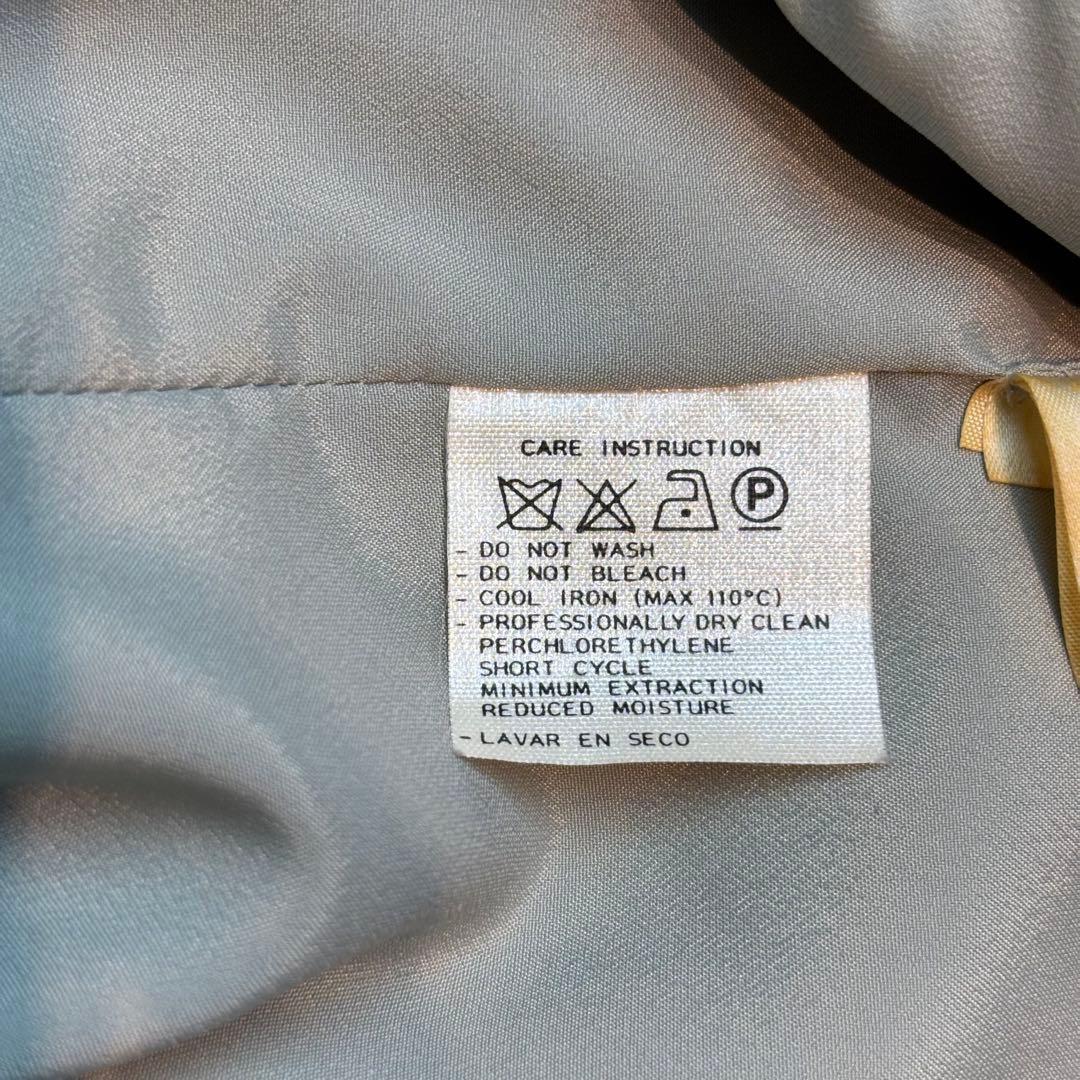 CARE INSTRUCTION
P
- DO NOT WASH
- DO NOT BLEACH
- COOL IRON (MAX 110°C)
- PROFESSIONALLY DRY CLEAN
PERCHLORETHYLENE
SHORT CYCLE
MINIMUM EXTRACTION
REDUCED MOISTURE
- LAVAR EN SECO